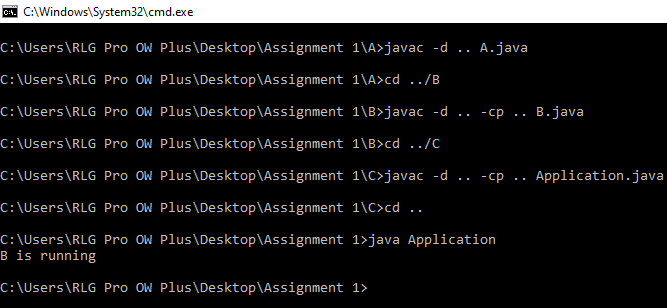 C:\Windows\System32\cmd.exe
C:\Users\RLG Pro OW Plus\Desktop\Assignment 1\A>javac -d .. A.java
C:\Users\RLG Pro OW Plus\Desktop\Assignment 1\A>cd ../B
C:\Users\RLG Pro OW Plus\Desktop\Assignment 1\B>javac -d .. -cp .. B.java
C:\Users\RLG Pro OW Plus\Desktop\Assignment 1\B>cd ../C
C:\Users\RLG Pro OW Plus\Desktop\Assignment 1\C>javac -d .. -cp .. Application.java
C:\Users\RLG Pro OW Plus\Desktop\Assignment 1\C>cd ..
C:\Users\RLG Pro OW Plus\Desktop\Assignment 1>java Application
B is running
C:\Users\RLG Pro OW Plus\Desktop\Assignment 1>